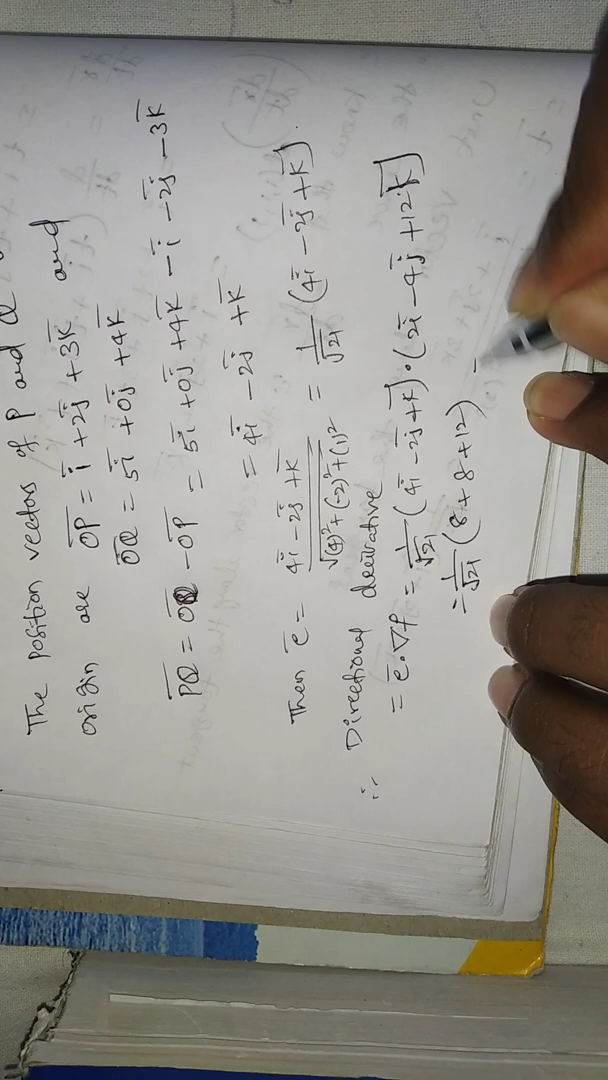 The position vectors of P and Q
origin are OP̅ = i̅ + 2j̅ + 3k̅ and
OQ̅ = 5i̅ + 0j̅ + 4k̅
PQ̅ = OQ̅ - OP̅ = 5i̅ + 0j̅ + 4k̅ - i̅ - 2j̅ - 3k̅
= 4i̅ - 2j̅ + k̅
Then e̅ = (4i̅ - 2j̅ + k̅)/√((4)²+(-2)²+(1)²) = 1/√21 (4i̅ - 2j̅ + k̅).
∴ Directional derivative
= e̅·∇f = 1/√21 (4i̅ - 2j̅ + k̅)·(2i̅ - 4j̅ + 12k̅)
= 1/√21 (8 + 8 + 12)